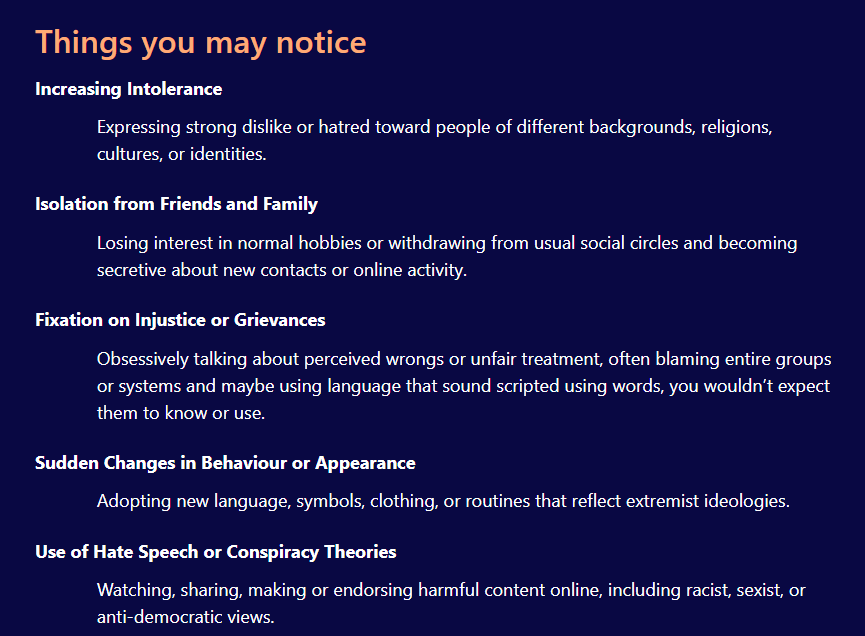 Things you may notice
Increasing Intolerance
Expressing strong dislike or hatred toward people of different backgrounds, religions,
cultures, or identities.
Isolation from Friends and Family
Losing interest in normal hobbies or withdrawing from usual social circles and becoming
secretive about new contacts or online activity.
Fixation on Injustice or Grievances
Obsessively talking about perceived wrongs or unfair treatment, often blaming entire groups
or systems and maybe using language that sound scripted using words, you wouldn’t expect
them to know or use.
Sudden Changes in Behaviour or Appearance
Adopting new language, symbols, clothing, or routines that reflect extremist ideologies.
Use of Hate Speech or Conspiracy Theories
Watching, sharing, making or endorsing harmful content online, including racist, sexist, or
anti-democratic views.